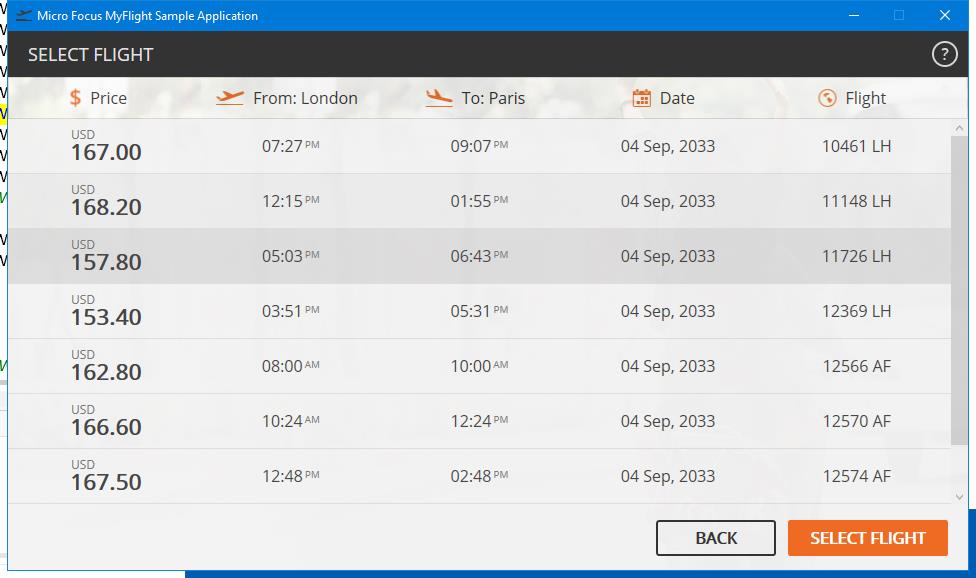 Micro Focus MyFlight Sample Application
SELECT FLIGHT ?
$ Price From: London To: Paris Date Flight
USD
167.00 07:27 PM 09:07 PM 04 Sep, 2033 10461 LH
USD
168.20 12:15 PM 01:55 PM 04 Sep, 2033 11148 LH
USD
157.80 05:03 PM 06:43 PM 04 Sep, 2033 11726 LH
USD
153.40 03:51 PM 05:31 PM 04 Sep, 2033 12369 LH
USD
162.80 08:00 AM 10:00 AM 04 Sep, 2033 12566 AF
USD
166.60 10:24 AM 12:24 PM 04 Sep, 2033 12570 AF
USD
167.50 12:48 PM 02:48 PM 04 Sep, 2033 12574 AF
BACK SELECT FLIGHT